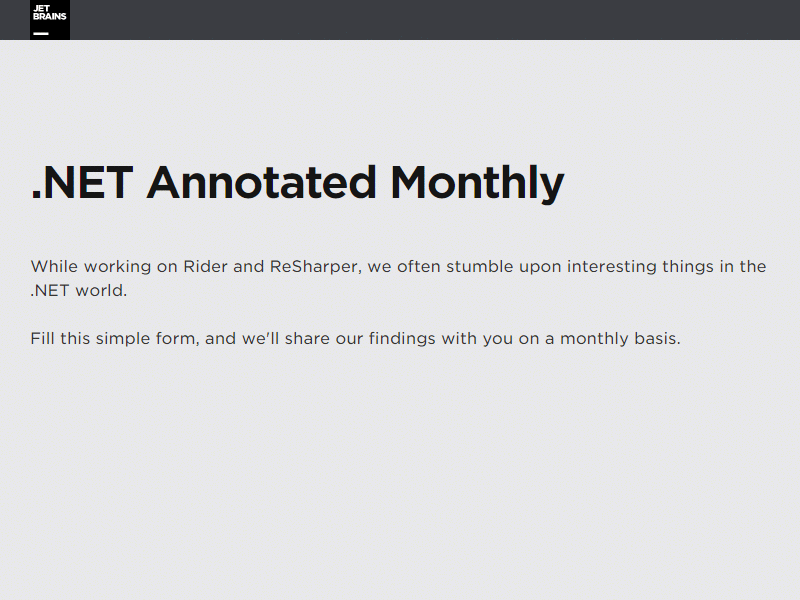 JET
BRAINS
.NET Annotated Monthly
While working on Rider and ReSharper, we often stumble upon interesting things in the
.NET world.
Fill this simple form, and we'll share our findings with you on a monthly basis.